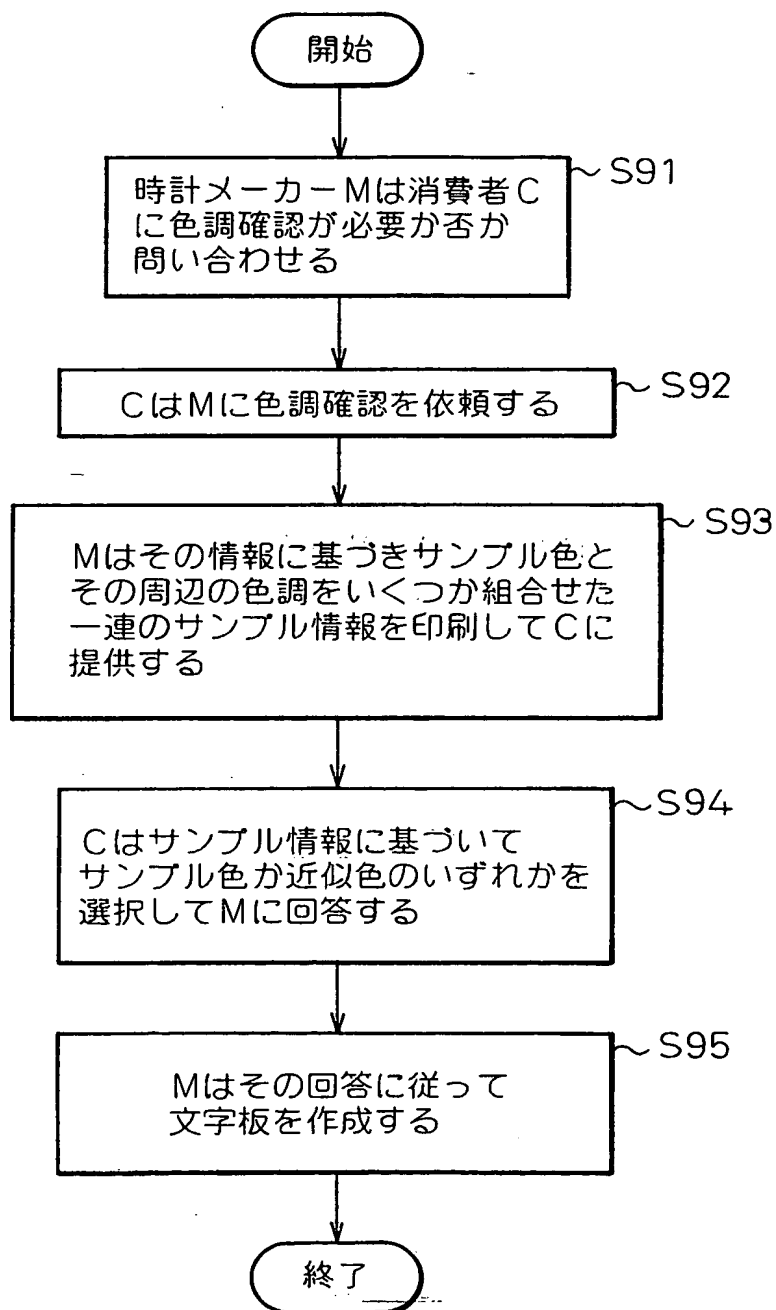 開始
時計メーカーMは消費者C
に色調確認が必要か否か
問い合わせる
S91
CはMに色調確認を依頼する
S92
Mはその情報に基づきサンプル色と
その周辺の色調をいくつか組合せた
一連のサンプル情報を印刷してCに
提供する
S93
Cはサンプル情報に基づいて
サンプル色か近似色のいずれかを
選択してMに回答する
S94
Mはその回答に従って
文字板を作成する
S95
終了